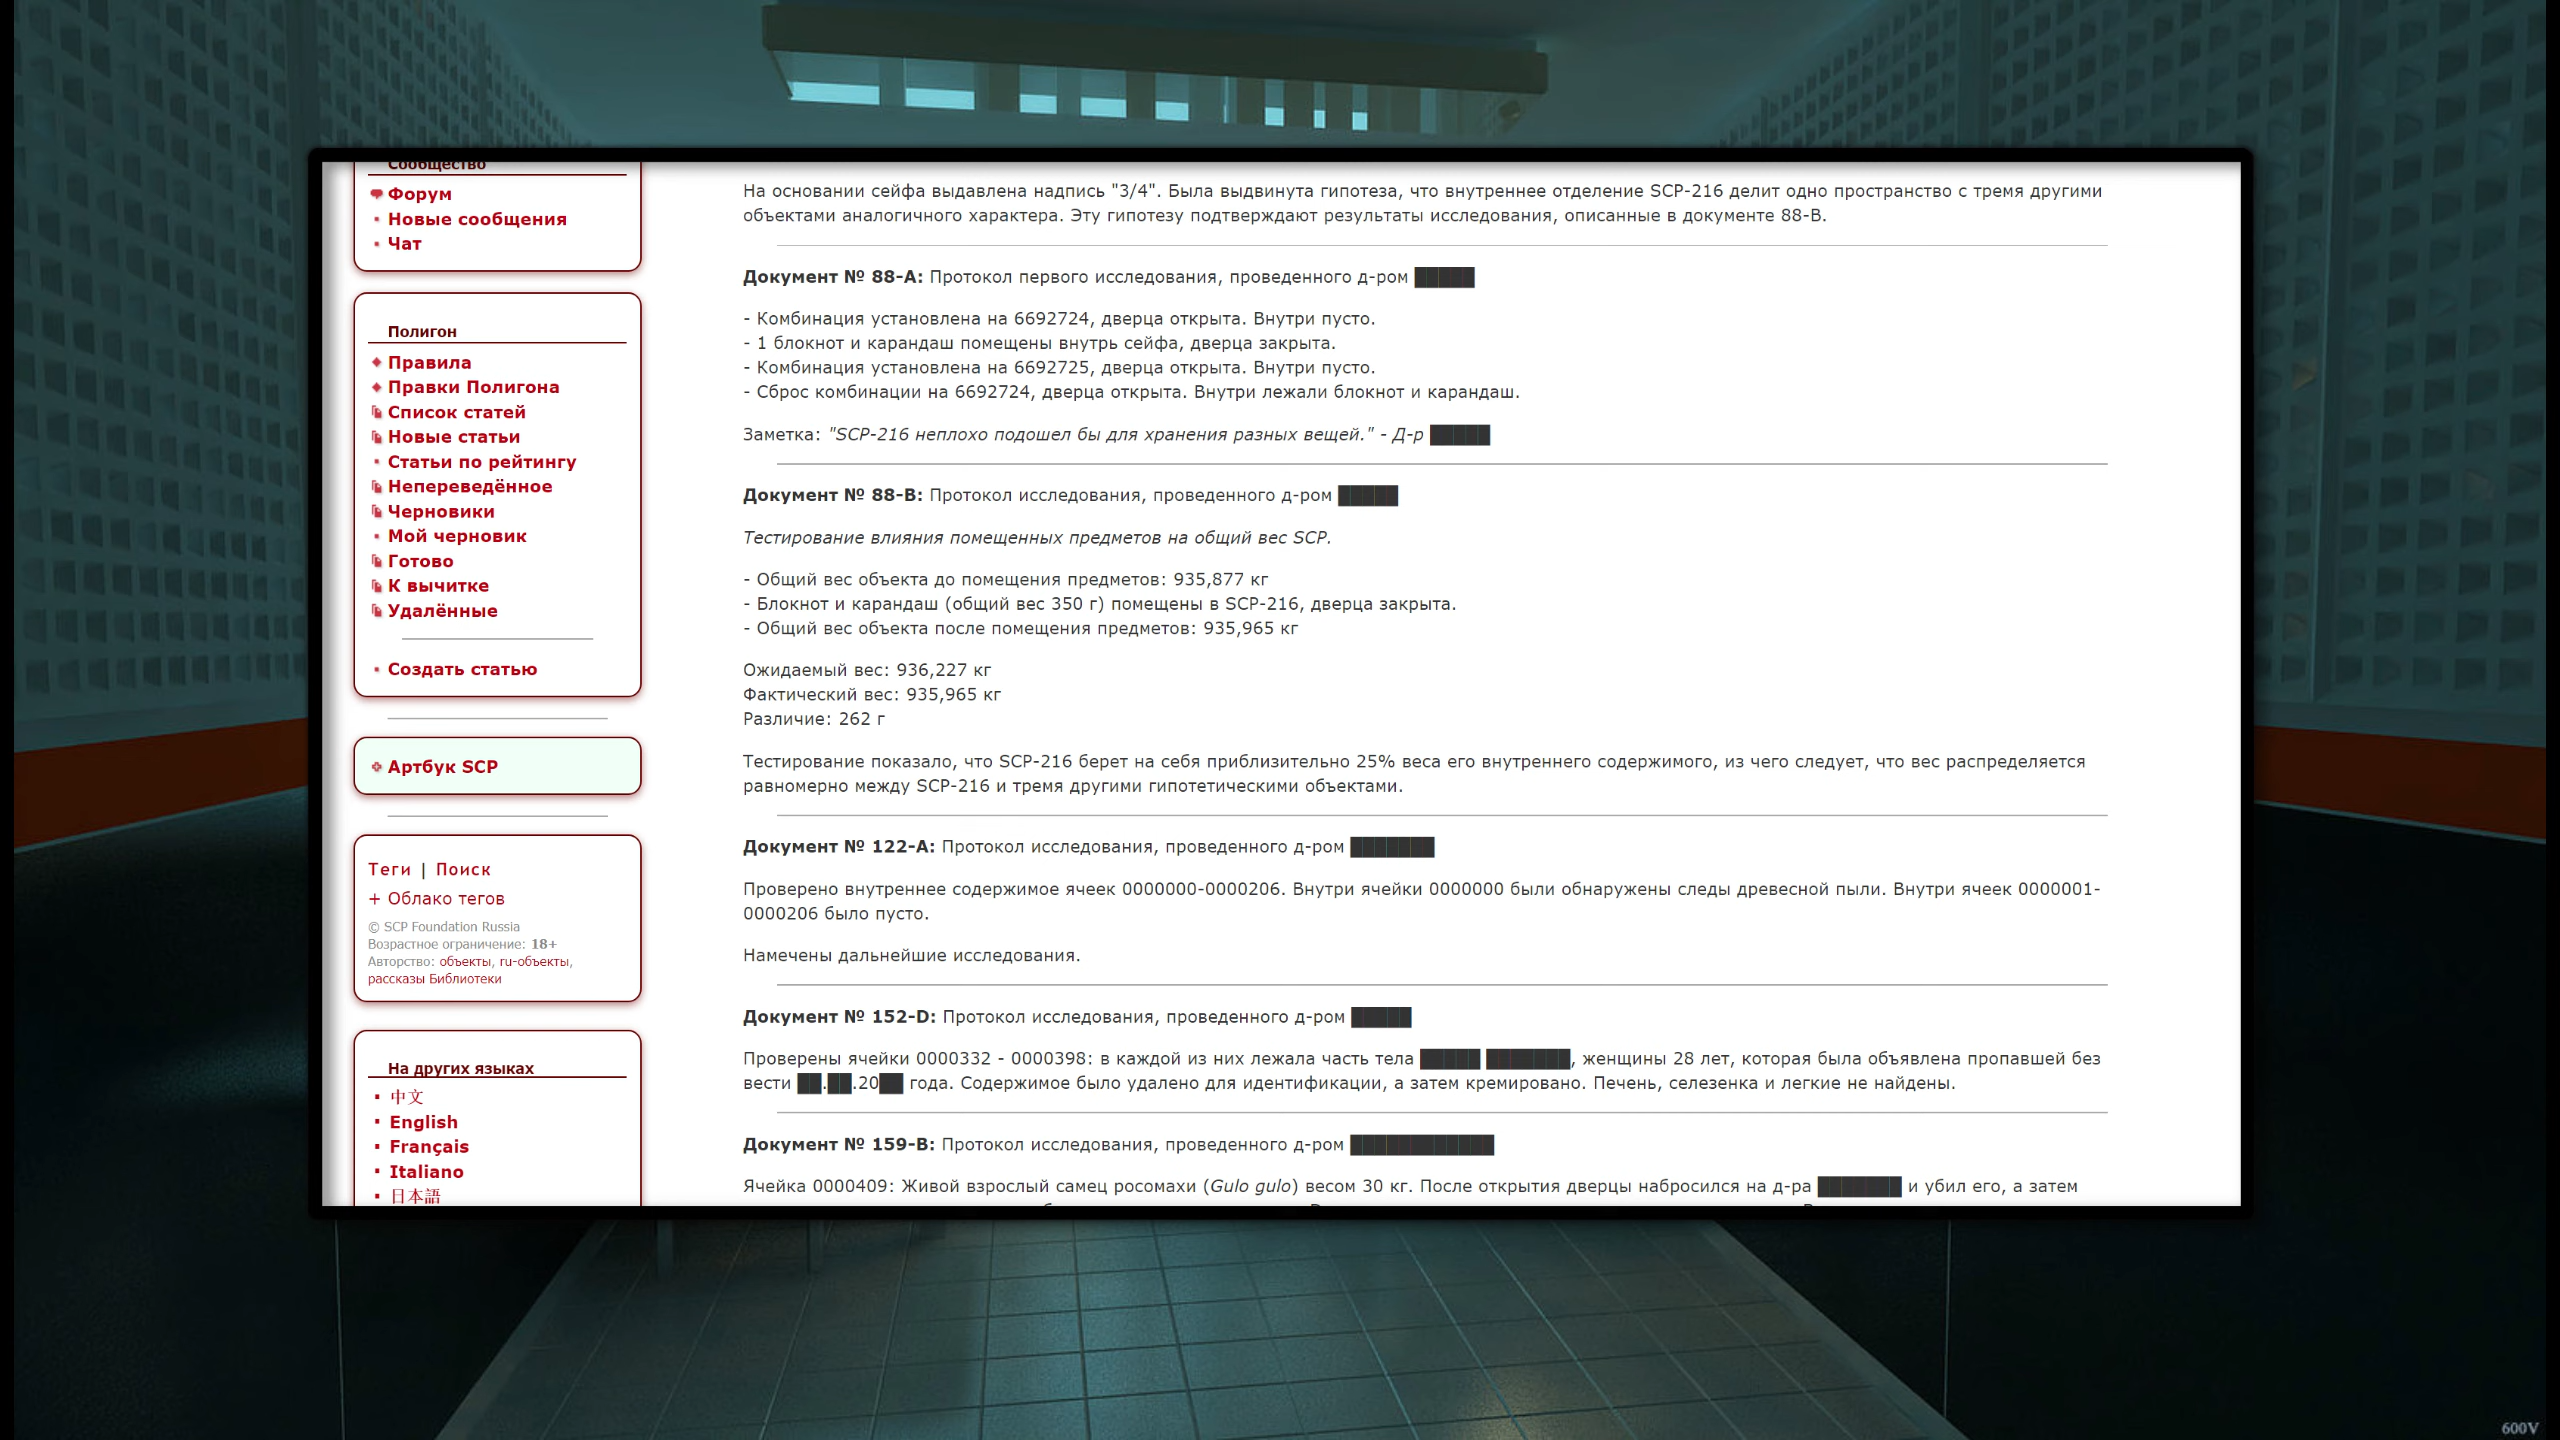 Сообщество
Форум
Новые сообщения
Чат
Полигон
Правила
Правки Полигона
Список статей
Новые статьи
Статьи по рейтингу
Непереведённое
Черновики
Мой черновик
Готово
К вычитке
Удалённые
Создать статью
Артбук SCP
Теги | Поиск
+ Облако тегов
© SCP Foundation Russia
Возрастное ограничение: 18+
Авторство: объекты, ru-объекты,
рассказы Библиотеки
На других языках
中文
English
Français
Italiano
日本語
На основании сейфа выдавлена надпись "3/4". Была выдвинута гипотеза, что внутреннее отделение SCP-216 делит одно пространство с тремя другими
объектами аналогичного характера. Эту гипотезу подтверждают результаты исследования, описанные в документе 88-B.
Документ № 88-A: Протокол первого исследования, проведенного д-ром █████
- Комбинация установлена на 6692724, дверца открыта. Внутри пусто.
- 1 блокнот и карандаш помещены внутрь сейфа, дверца закрыта.
- Комбинация установлена на 6692725, дверца открыта. Внутри пусто.
- Сброс комбинации на 6692724, дверца открыта. Внутри лежали блокнот и карандаш.
Заметка: "SCP-216 неплохо подошел бы для хранения разных вещей." - Д-р █████
Документ № 88-B: Протокол исследования, проведенного д-ром █████
Тестирование влияния помещенных предметов на общий вес SCP.
- Общий вес объекта до помещения предметов: 935,877 кг
- Блокнот и карандаш (общий вес 350 г) помещены в SCP-216, дверца закрыта.
- Общий вес объекта после помещения предметов: 935,965 кг
Ожидаемый вес: 936,227 кг
Фактический вес: 935,965 кг
Различие: 262 г
Тестирование показало, что SCP-216 берет на себя приблизительно 25% веса его внутреннего содержимого, из чего следует, что вес распределяется
равномерно между SCP-216 и тремя другими гипотетическими объектами.
Документ № 122-A: Протокол исследования, проведенного д-ром ███████
Проверено внутреннее содержимое ячеек 0000000-0000206. Внутри ячейки 0000000 были обнаружены следы древесной пыли. Внутри ячеек 0000001-
0000206 было пусто.
Намечены дальнейшие исследования.
Документ № 152-D: Протокол исследования, проведенного д-ром █████
Проверены ячейки 0000332 - 0000398: в каждой из них лежала часть тела █████ ███████, женщины 28 лет, которая была объявлена пропавшей без
вести ██.██.20██ года. Содержимое было удалено для идентификации, а затем кремировано. Печень, селезенка и легкие не найдены.
Документ № 159-B: Протокол исследования, проведенного д-ром ████████████
Ячейка 0000409: Живой взрослый самец росомахи (Gulo gulo) весом 30 кг. После открытия дверцы набросился на д-ра ███████ и убил его, а затем
600V